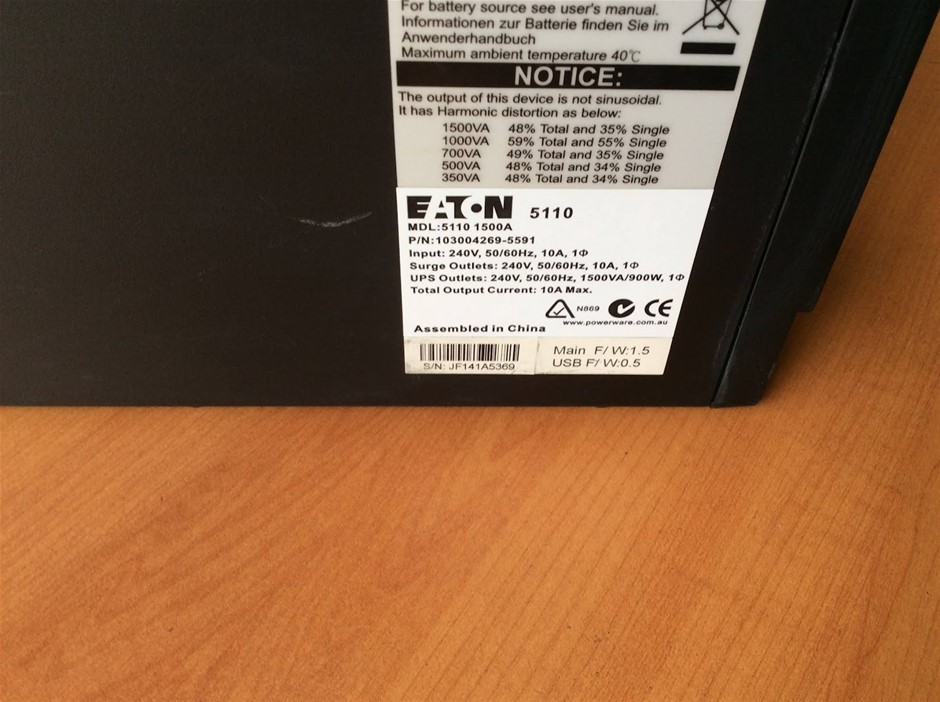 For battery source see user's manual.
Informationen zur Batterie finden Sie im
Anwenderhandbuch
Maximum ambient temperature 40℃
NOTICE:
The output of this device is not sinusoidal.
It has Harmonic distortion as below:
1500VA 48% Total and 35% Single
1000VA 59% Total and 55% Single
700VA 49% Total and 35% Single
500VA 48% Total and 34% Single
350VA 48% Total and 34% Single
EATON 5110
MDL:5110 1500A
P/N:103004269-5591
Input: 240V, 50/60Hz, 10A, 1Φ
Surge Outlets: 240V, 50/60Hz, 10A, 1Φ
UPS Outlets: 240V, 50/60Hz, 1500VA/900W, 1Φ
Total Output Current: 10A Max.
N869 CE
www.powerware.com.au
Assembled in China
S/N: JF141A5369
Main F/W:1.5
USB F/W:0.5